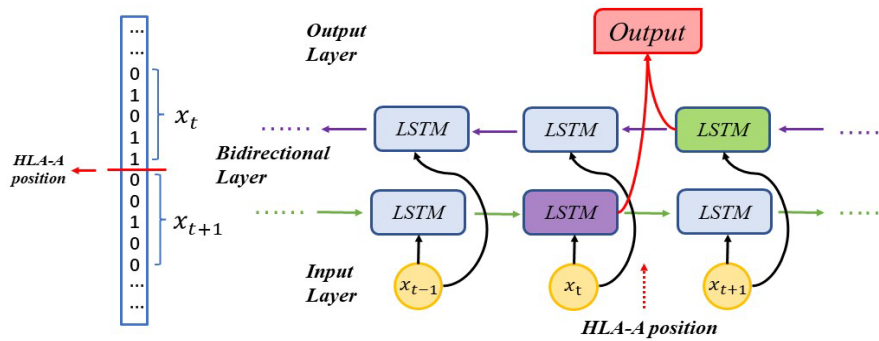 ...
...
0
1
0
1
1
0
0
1
0
0
...
...
x_t
x_{t+1}
HLA-A
position
Output
Layer
Output
......
LSTM
LSTM
LSTM
......
Bidirectional
Layer
......
LSTM
LSTM
LSTM
......
Input
Layer
x_{t-1}
x_t
x_{t+1}
HLA-A position